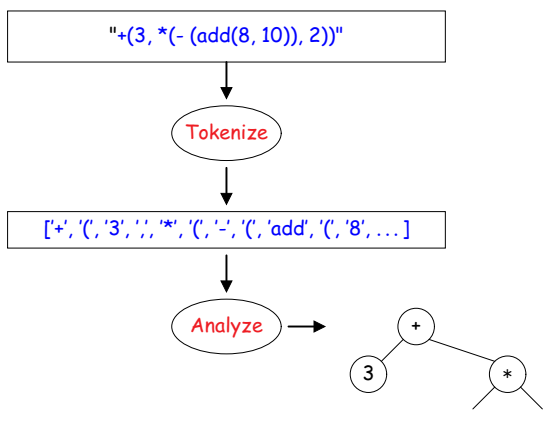 "+(3, *(- (add(8, 10)), 2))"
Tokenize
['+', '(', '3', ',', '*', '(', '-', '(', 'add', '(', '8', . . . ]
Analyze
+
3
*